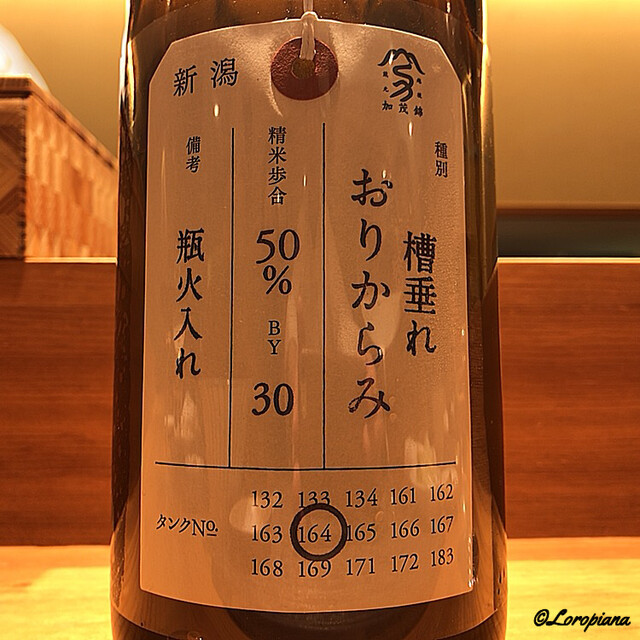 新潟
加茂錦
種別
槽垂れ
おりからみ
精米歩合
50%
BY
30
備考
瓶火入れ
タンクNo.
132 133 134 161 162
163 164 165 166 167
168 169 171 172 183
©Loropiana